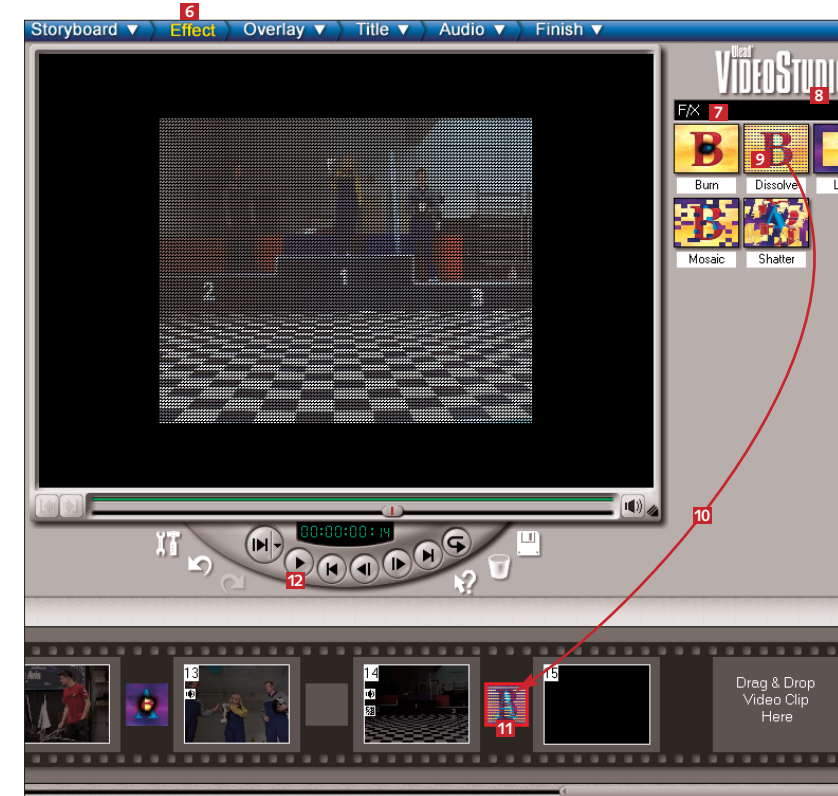 6
Storyboard ▼ Effect Overlay ▼ Title ▼ Audio ▼ Finish ▼
Ulead
VIDEOSTUDIO
8
F/X 7
B 9 B
Burn Dissolve L
B A
Mosaic Shatter
2 1 3
10
00:00:00:14
12
?
13 14 15
B A
11
Drag & Drop
Video Clip
Here